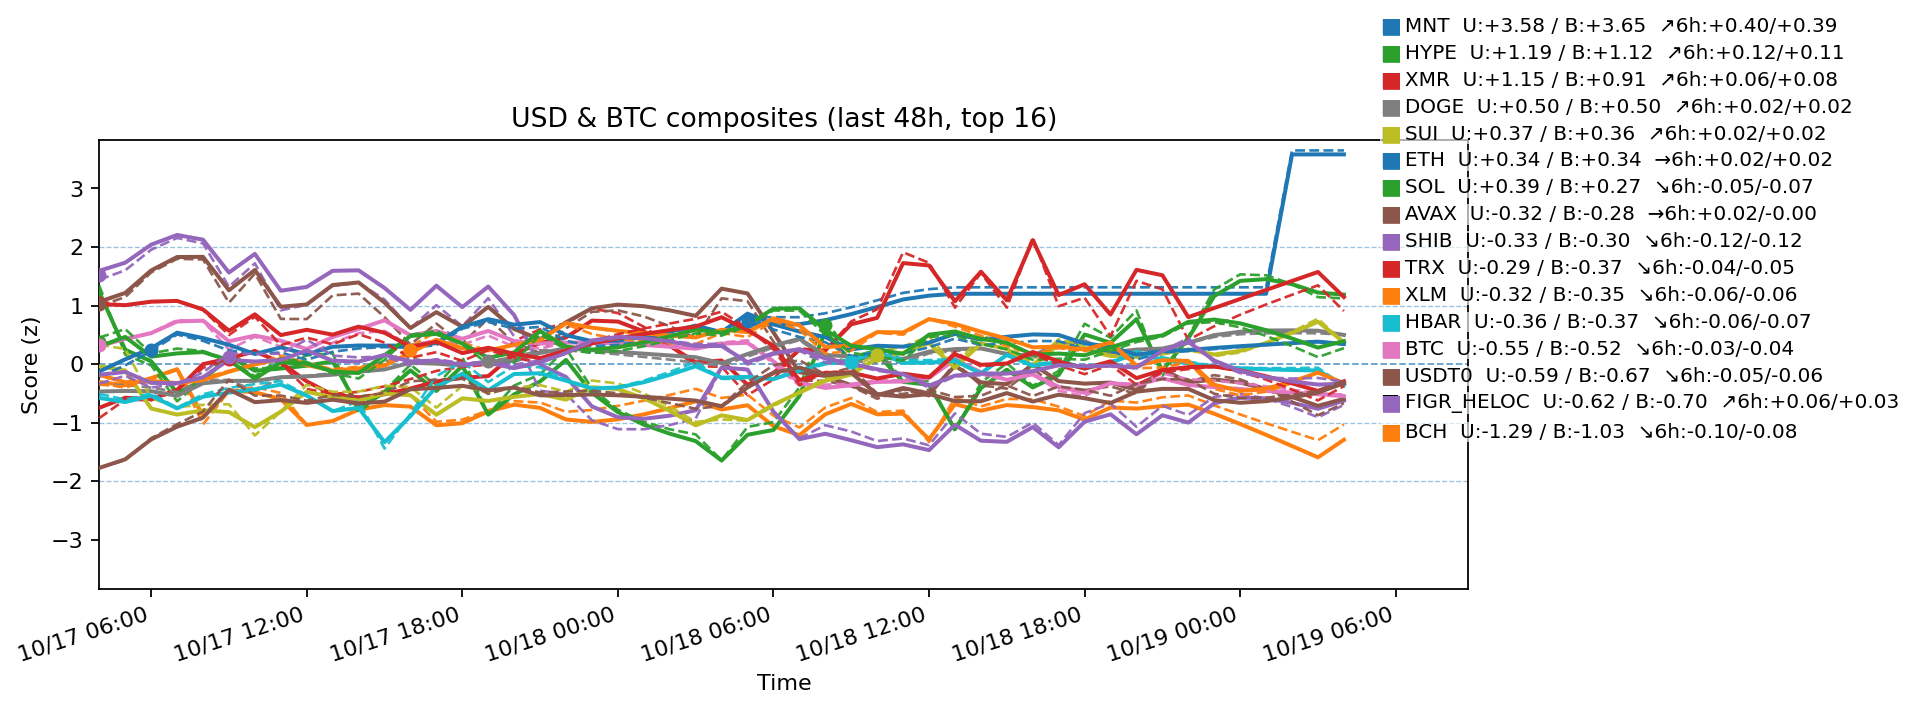 MNT  U:+3.58 / B:+3.65  ↗6h:+0.40/+0.39
HYPE  U:+1.19 / B:+1.12  ↗6h:+0.12/+0.11
XMR  U:+1.15 / B:+0.91  ↗6h:+0.06/+0.08
DOGE  U:+0.50 / B:+0.50  ↗6h:+0.02/+0.02
SUI  U:+0.37 / B:+0.36  ↗6h:+0.02/+0.02
ETH  U:+0.34 / B:+0.34  →6h:+0.02/+0.02
SOL  U:+0.39 / B:+0.27  ↘6h:-0.05/-0.07
AVAX  U:-0.32 / B:-0.28  →6h:+0.02/-0.00
SHIB  U:-0.33 / B:-0.30  ↘6h:-0.12/-0.12
TRX  U:-0.29 / B:-0.37  ↘6h:-0.04/-0.05
XLM  U:-0.32 / B:-0.35  ↘6h:-0.06/-0.06
HBAR  U:-0.36 / B:-0.37  ↘6h:-0.06/-0.07
BTC  U:-0.55 / B:-0.52  ↘6h:-0.03/-0.04
USDT0  U:-0.59 / B:-0.67  ↘6h:-0.05/-0.06
FIGR_HELOC  U:-0.62 / B:-0.70  ↗6h:+0.06/+0.03
BCH  U:-1.29 / B:-1.03  ↘6h:-0.10/-0.08
USD & BTC composites (last 48h, top 16)
Score (z)
3
2
1
0
−1
−2
−3
10/17 06:00
10/17 12:00
10/17 18:00
10/18 00:00
10/18 06:00
10/18 12:00
10/18 18:00
10/19 00:00
10/19 06:00
Time